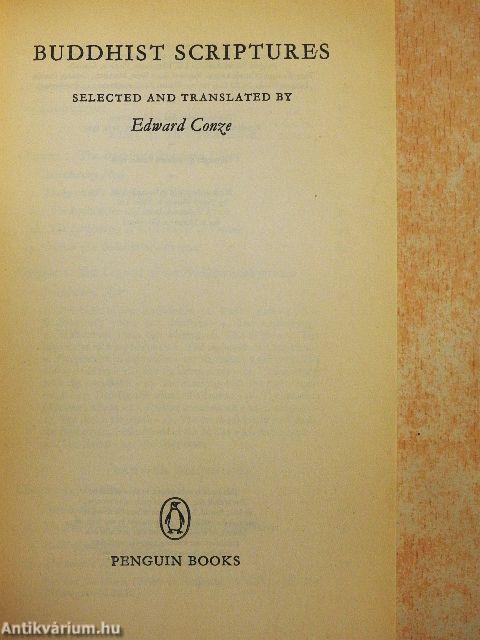 BUDDHIST SCRIPTURES
SELECTED AND TRANSLATED BY
Edward Conze
PENGUIN BOOKS
Antikvárium.hu